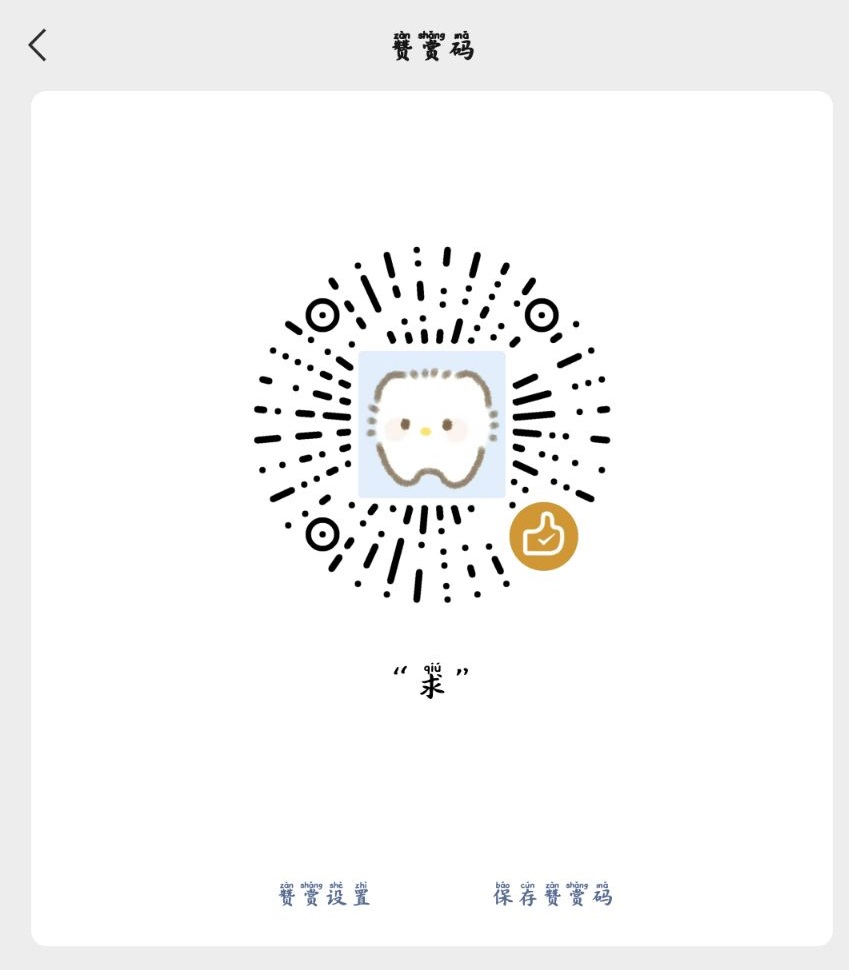 zàn shǎng mǎ
赞赏码
qiú
“求”
zàn shǎng shè zhì
赞赏设置
bǎo cún zàn shǎng mǎ
保存赞赏码